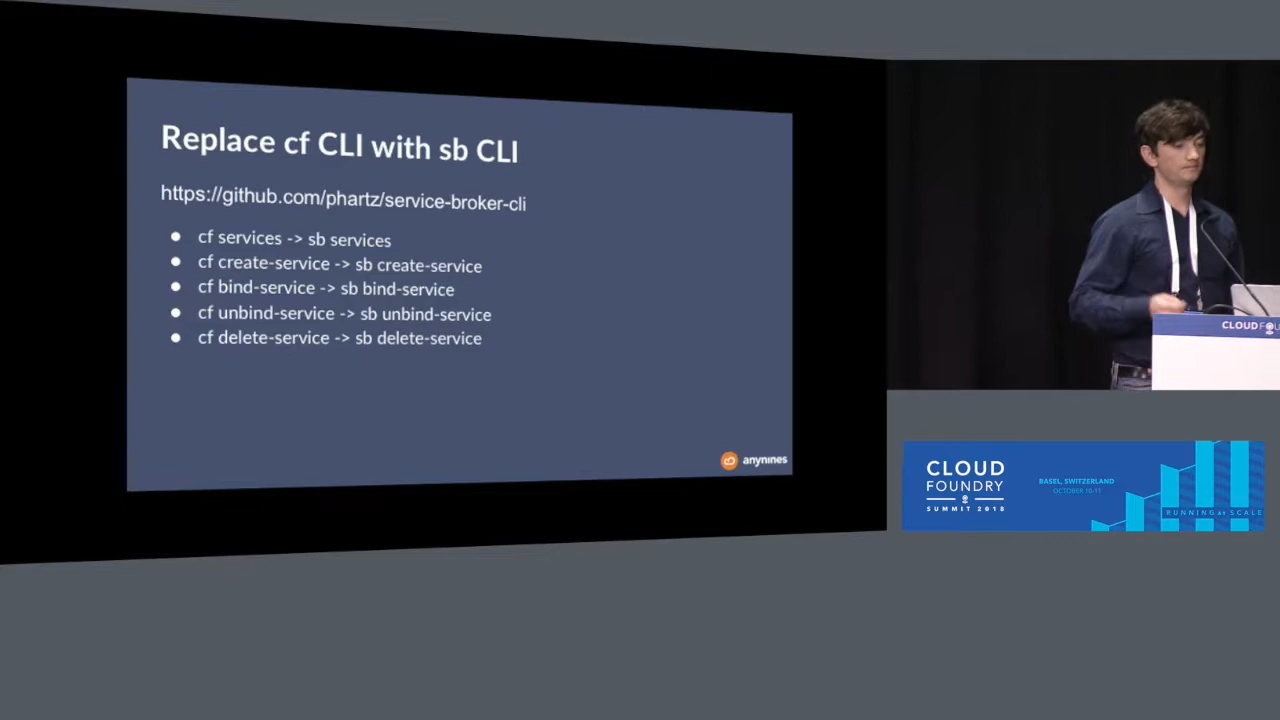 Replace cf CLI with sb CLI
https://github.com/phartz/service-broker-cli
● cf services -> sb services
● cf create-service -> sb create-service
● cf bind-service -> sb bind-service
● cf unbind-service -> sb unbind-service
● cf delete-service -> sb delete-service
anynines
CLOUD FOU
CLOUD
FOUNDRY
SUMMIT 2018
BASEL, SWITZERLAND
OCTOBER 10-11
RUNNING at SCALE